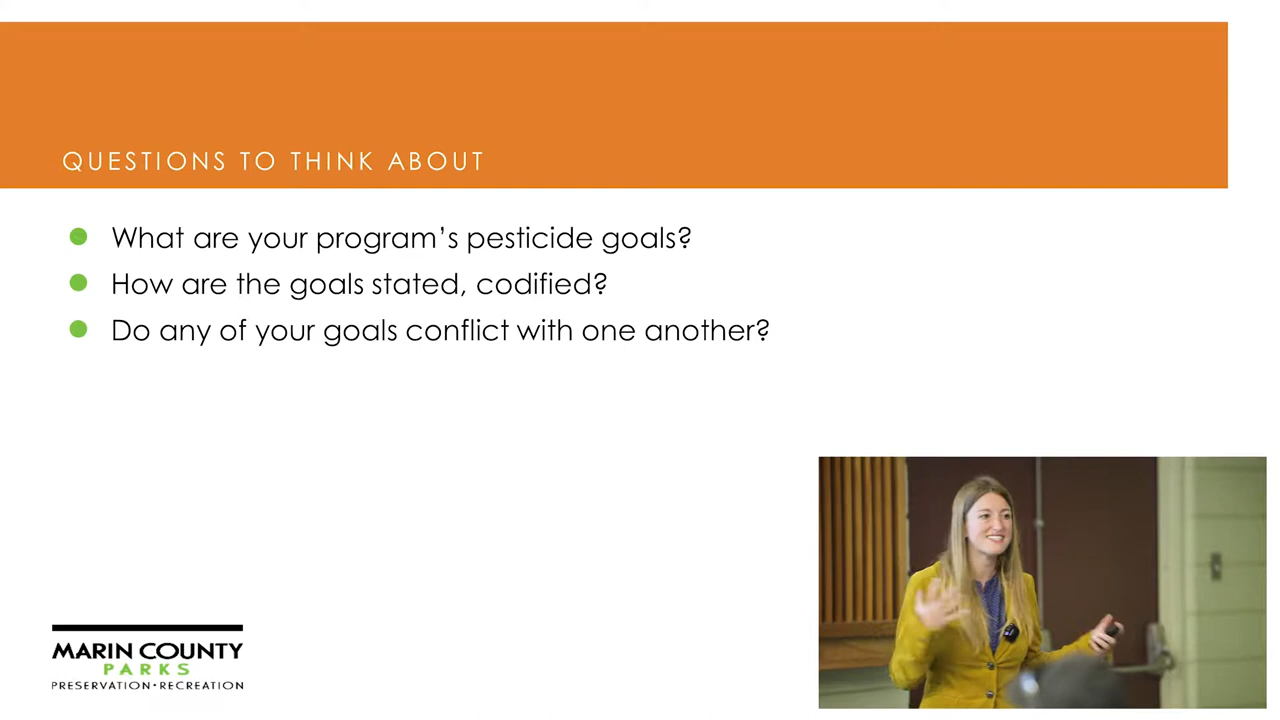 QUESTIONS TO THINK ABOUT
What are your program’s pesticide goals?
How are the goals stated, codified?
Do any of your goals conflict with one another?
MARIN COUNTY
PARKS
PRESERVATION·RECREATION